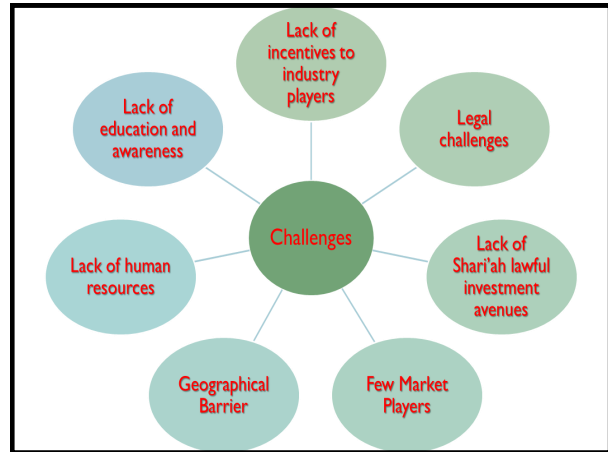 Lack of
incentives to
industry
players
Legal
challenges
Lack of
Shari'ah lawful
investment
avenues
Few Market
Players
Geographical
Barrier
Lack of human
resources
Lack of
education and
awareness
Challenges